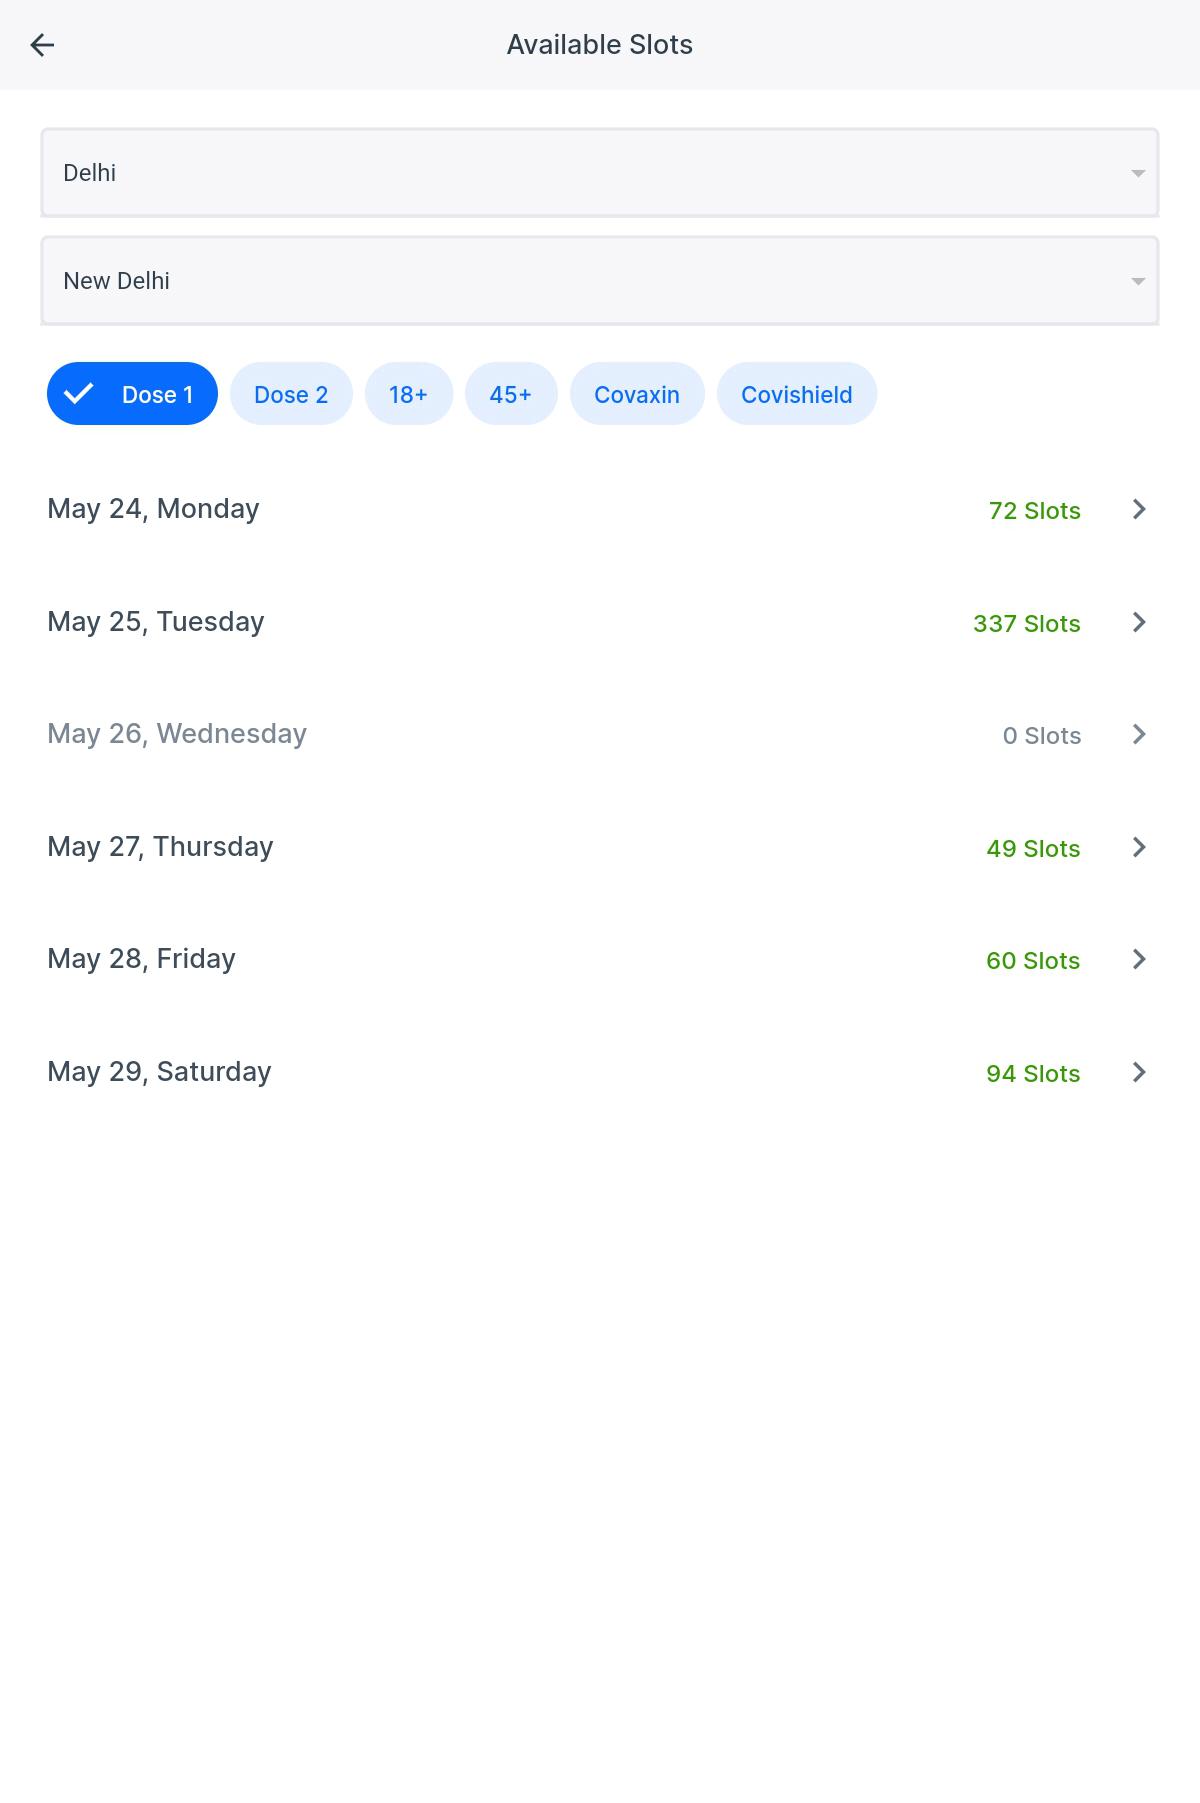 Available Slots
Delhi
New Delhi
Dose 1 Dose 2 18+ 45+ Covaxin Covishield
May 24, Monday 72 Slots
May 25, Tuesday 337 Slots
May 26, Wednesday 0 Slots
May 27, Thursday 49 Slots
May 28, Friday 60 Slots
May 29, Saturday 94 Slots